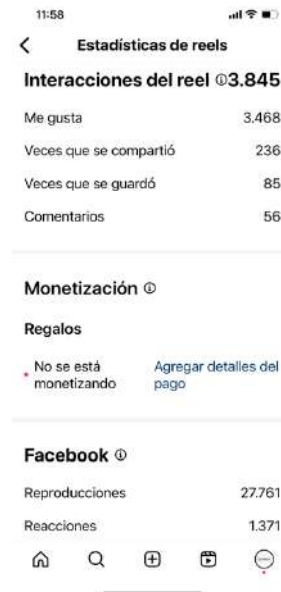 11:58
Estadísticas de reels
Interacciones del reel 3.845
Me gusta 3.468
Veces que se compartió 236
Veces que se guardó 85
Comentarios 56
Monetización
Regalos
No se está monetizando
Agregar detalles del pago
Facebook
Reproducciones 27.761
Reacciones 1.371